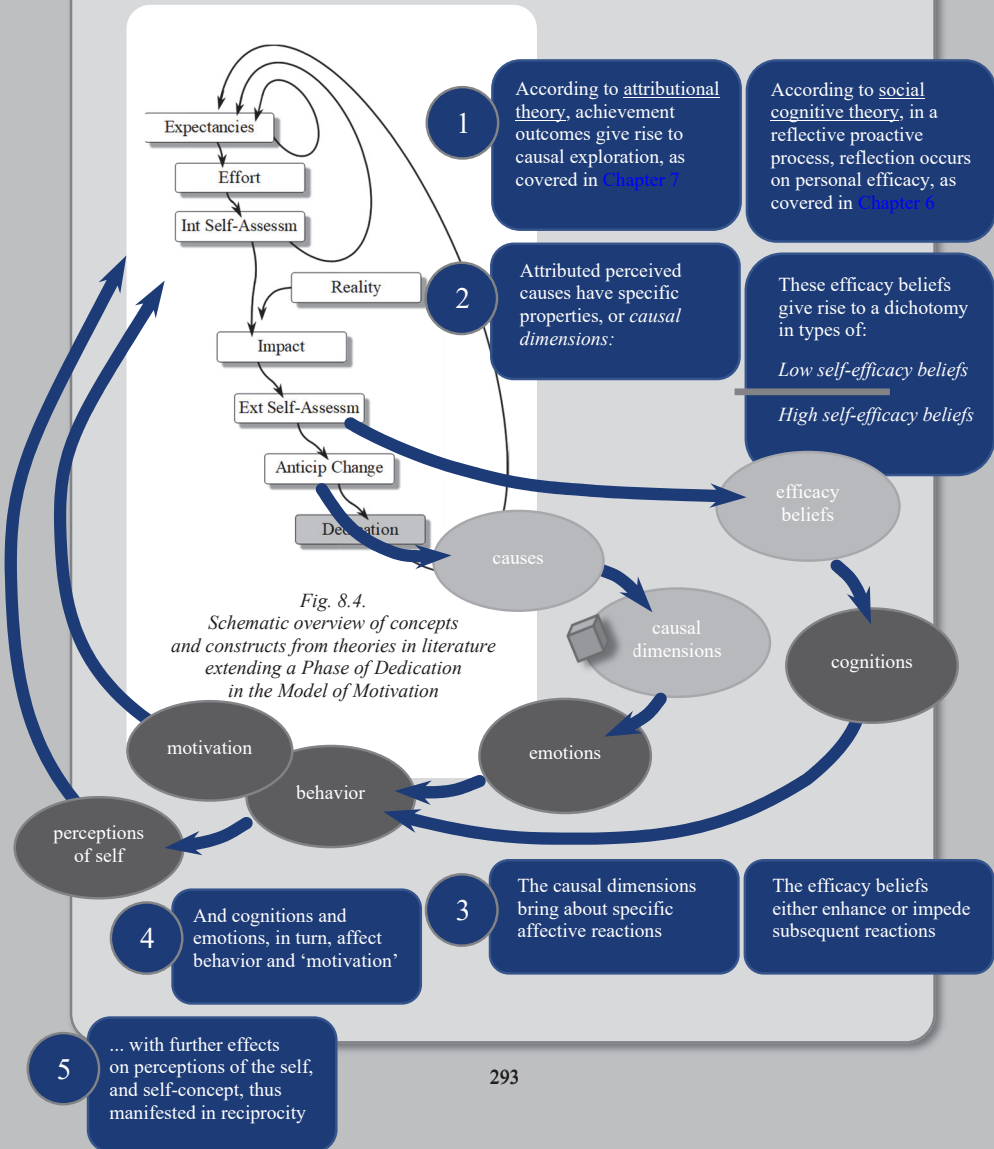 Expectancies
Effort
Int Self-Assessm
Reality
Impact
Ext Self-Assessm
Anticip Change
Dedication
Fig. 8.4.
Schematic overview of concepts
and constructs from theories in literature
extending a Phase of Dedication
in the Model of Motivation
1
According to attributional
theory, achievement
outcomes give rise to
causal exploration, as
covered in Chapter 7
According to social
cognitive theory, in a
reflective proactive
process, reflection occurs
on personal efficacy, as
covered in Chapter 6
2
Attributed perceived
causes have specific
properties, or causal
dimensions:
These efficacy beliefs
give rise to a dichotomy
in types of:
Low self-efficacy beliefs
High self-efficacy beliefs
efficacy
beliefs
causes
causal
dimensions
cognitions
emotions
motivation
behavior
perceptions
of self
3
The causal dimensions
bring about specific
affective reactions
The efficacy beliefs
either enhance or impede
subsequent reactions
4
And cognitions and
emotions, in turn, affect
behavior and ‘motivation’
5
... with further effects
on perceptions of the self,
and self-concept, thus
manifested in reciprocity
293